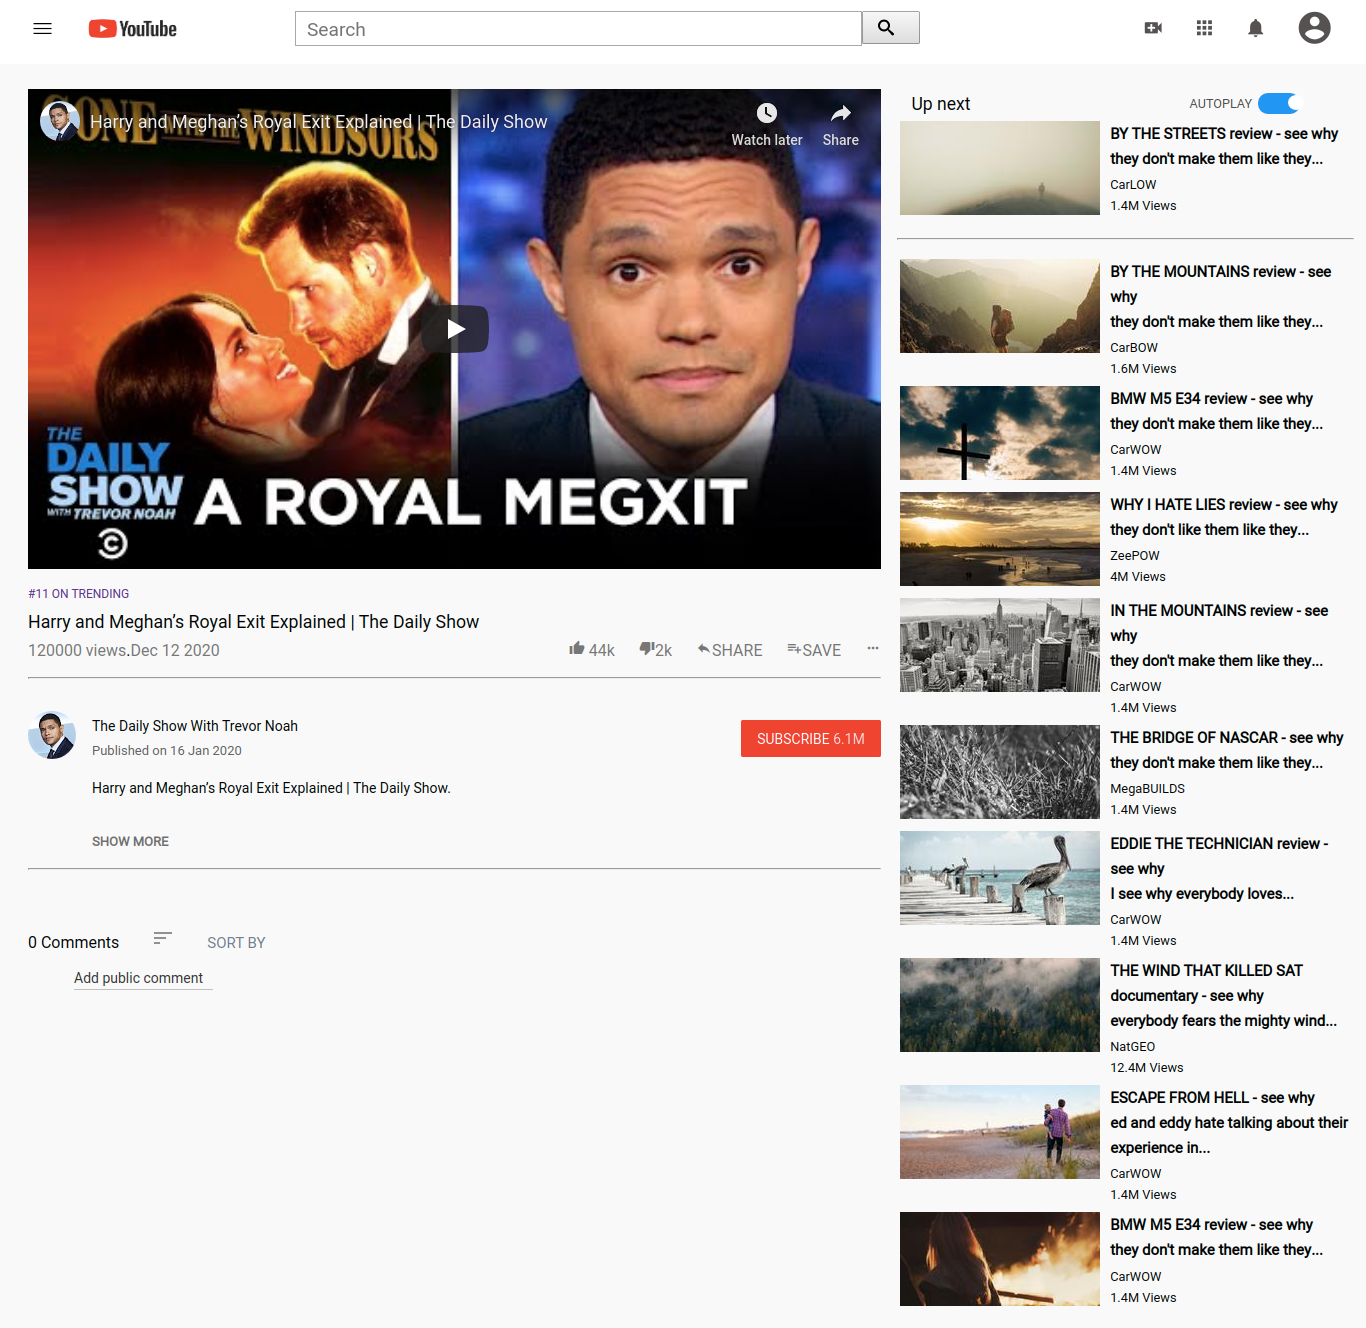 YouTube
Search
GONE WITH THE WINDSORS
Harry and Meghan’s Royal Exit Explained | The Daily Show
Watch later
Share
THE
DAILY
SHOW
WITH TREVOR NOAH
A ROYAL MEGXIT
#11 ON TRENDING
Harry and Meghan’s Royal Exit Explained | The Daily Show
120000 views.Dec 12 2020
44k
2k
SHARE
SAVE
The Daily Show With Trevor Noah
Published on 16 Jan 2020
SUBSCRIBE 6.1M
Harry and Meghan’s Royal Exit Explained | The Daily Show.
SHOW MORE
0 Comments
SORT BY
Add public comment
Up next
AUTOPLAY
BY THE STREETS review - see why
they don't make them like they...
CarLOW
1.4M Views
BY THE MOUNTAINS review - see
why
they don't make them like they...
CarBOW
1.6M Views
BMW M5 E34 review - see why
they don't make them like they...
CarWOW
1.4M Views
WHY I HATE LIES review - see why
they don't like them like they...
ZeePOW
4M Views
IN THE MOUNTAINS review - see
why
they don't make them like they...
CarWOW
1.4M Views
THE BRIDGE OF NASCAR - see why
they don't make them like they...
MegaBUILDS
1.4M Views
EDDIE THE TECHNICIAN review -
see why
I see why everybody loves...
CarWOW
1.4M Views
THE WIND THAT KILLED SAT
documentary - see why
everybody fears the mighty wind...
NatGEO
12.4M Views
ESCAPE FROM HELL - see why
ed and eddy hate talking about their
experience in...
CarWOW
1.4M Views
BMW M5 E34 review - see why
they don't make them like they...
CarWOW
1.4M Views